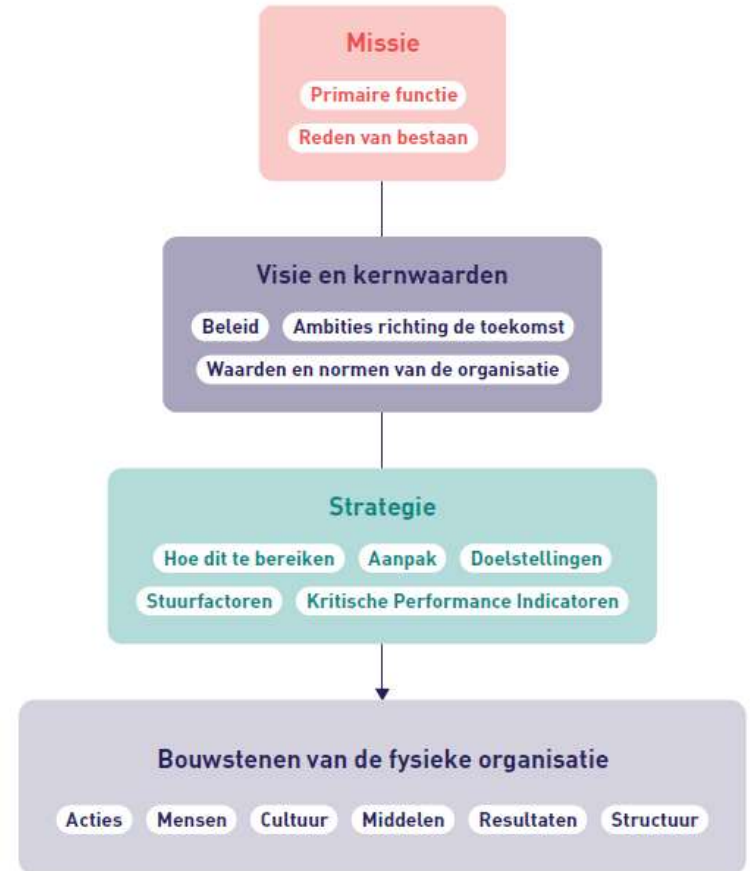 Missie
Primaire functie
Reden van bestaan
Visie en kernwaarden
Beleid Ambities richting de toekomst
Waarden en normen van de organisatie
Strategie
Hoe dit te bereiken Aanpak Doelstellingen
Stuurfactoren Kritische Performance Indicatoren
Bouwstenen van de fysieke organisatie
Acties Mensen Cultuur Middelen Resultaten Structuur